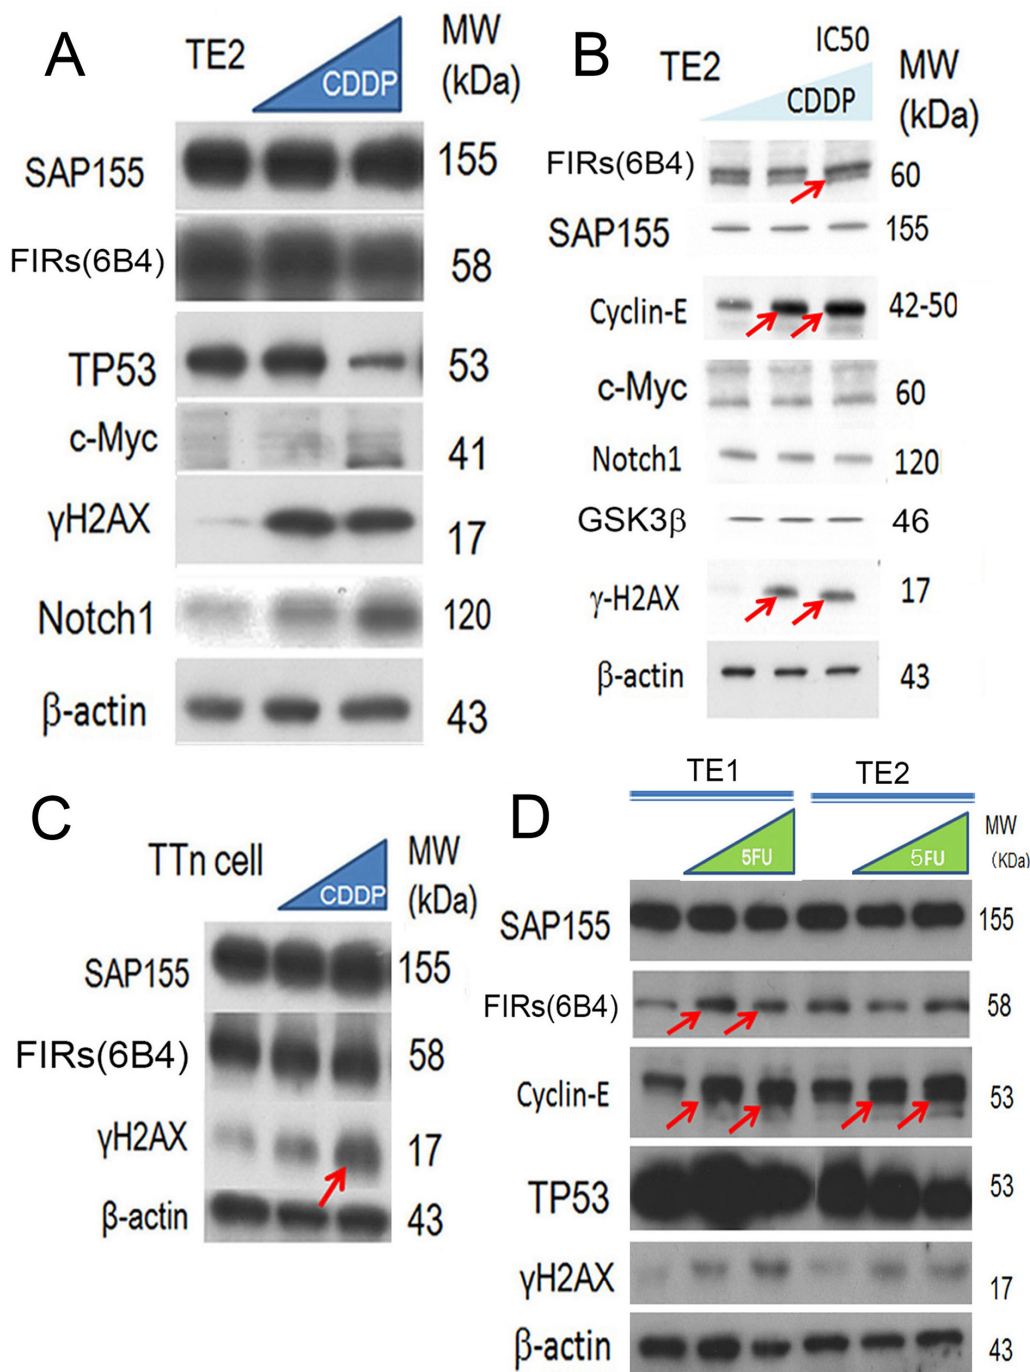 A
TE2
CDDP
MW
(kDa)
SAP155
155
FIRs(6B4)
58
TP53
53
c-Myc
41
γH2AX
17
Notch1
120
β-actin
43
B
TE2
IC50
CDDP
MW
(kDa)
FIRs(6B4)
60
SAP155
155
Cyclin-E
42-50
c-Myc
60
Notch1
120
GSK3β
46
γ-H2AX
17
β-actin
43
C
TTn cell
CDDP
MW
(kDa)
SAP155
155
FIRs(6B4)
58
γH2AX
17
β-actin
43
D
TE1
TE2
5FU
5FU
MW
(KDa)
SAP155
155
FIRs(6B4)
58
Cyclin-E
53
TP53
53
γH2AX
17
β-actin
43